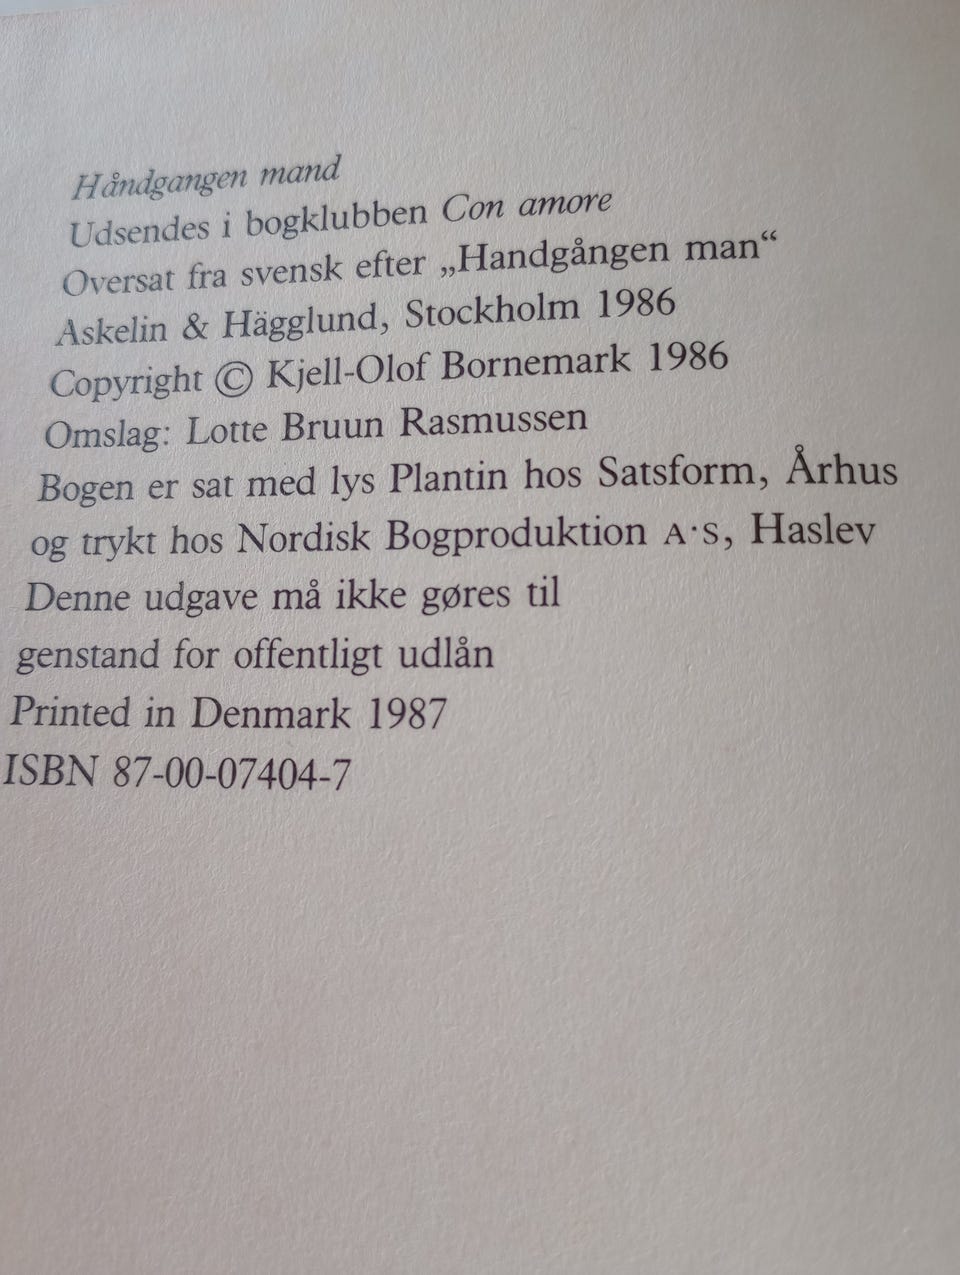 Håndgangen mand
Udsendes i bogklubben Con amore
Oversat fra svensk efter „Handgången man“
Askelin & Hägglund, Stockholm 1986
Copyright © Kjell-Olof Bornemark 1986
Omslag: Lotte Bruun Rasmussen
Bogen er sat med lys Plantin hos Satsform, Århus
og trykt hos Nordisk Bogproduktion A·S, Haslev
Denne udgave må ikke gøres til
genstand for offentligt udlån
Printed in Denmark 1987
ISBN 87-00-07404-7